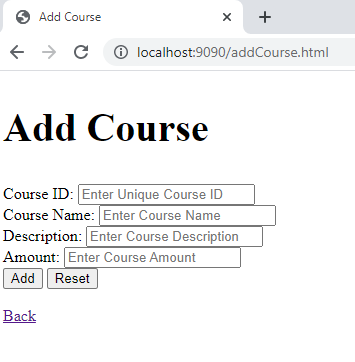 Add Course
localhost:9090/addCourse.html
Add Course
Course ID: Enter Unique Course ID
Course Name: Enter Course Name
Description: Enter Course Description
Amount: Enter Course Amount
Add Reset
Back